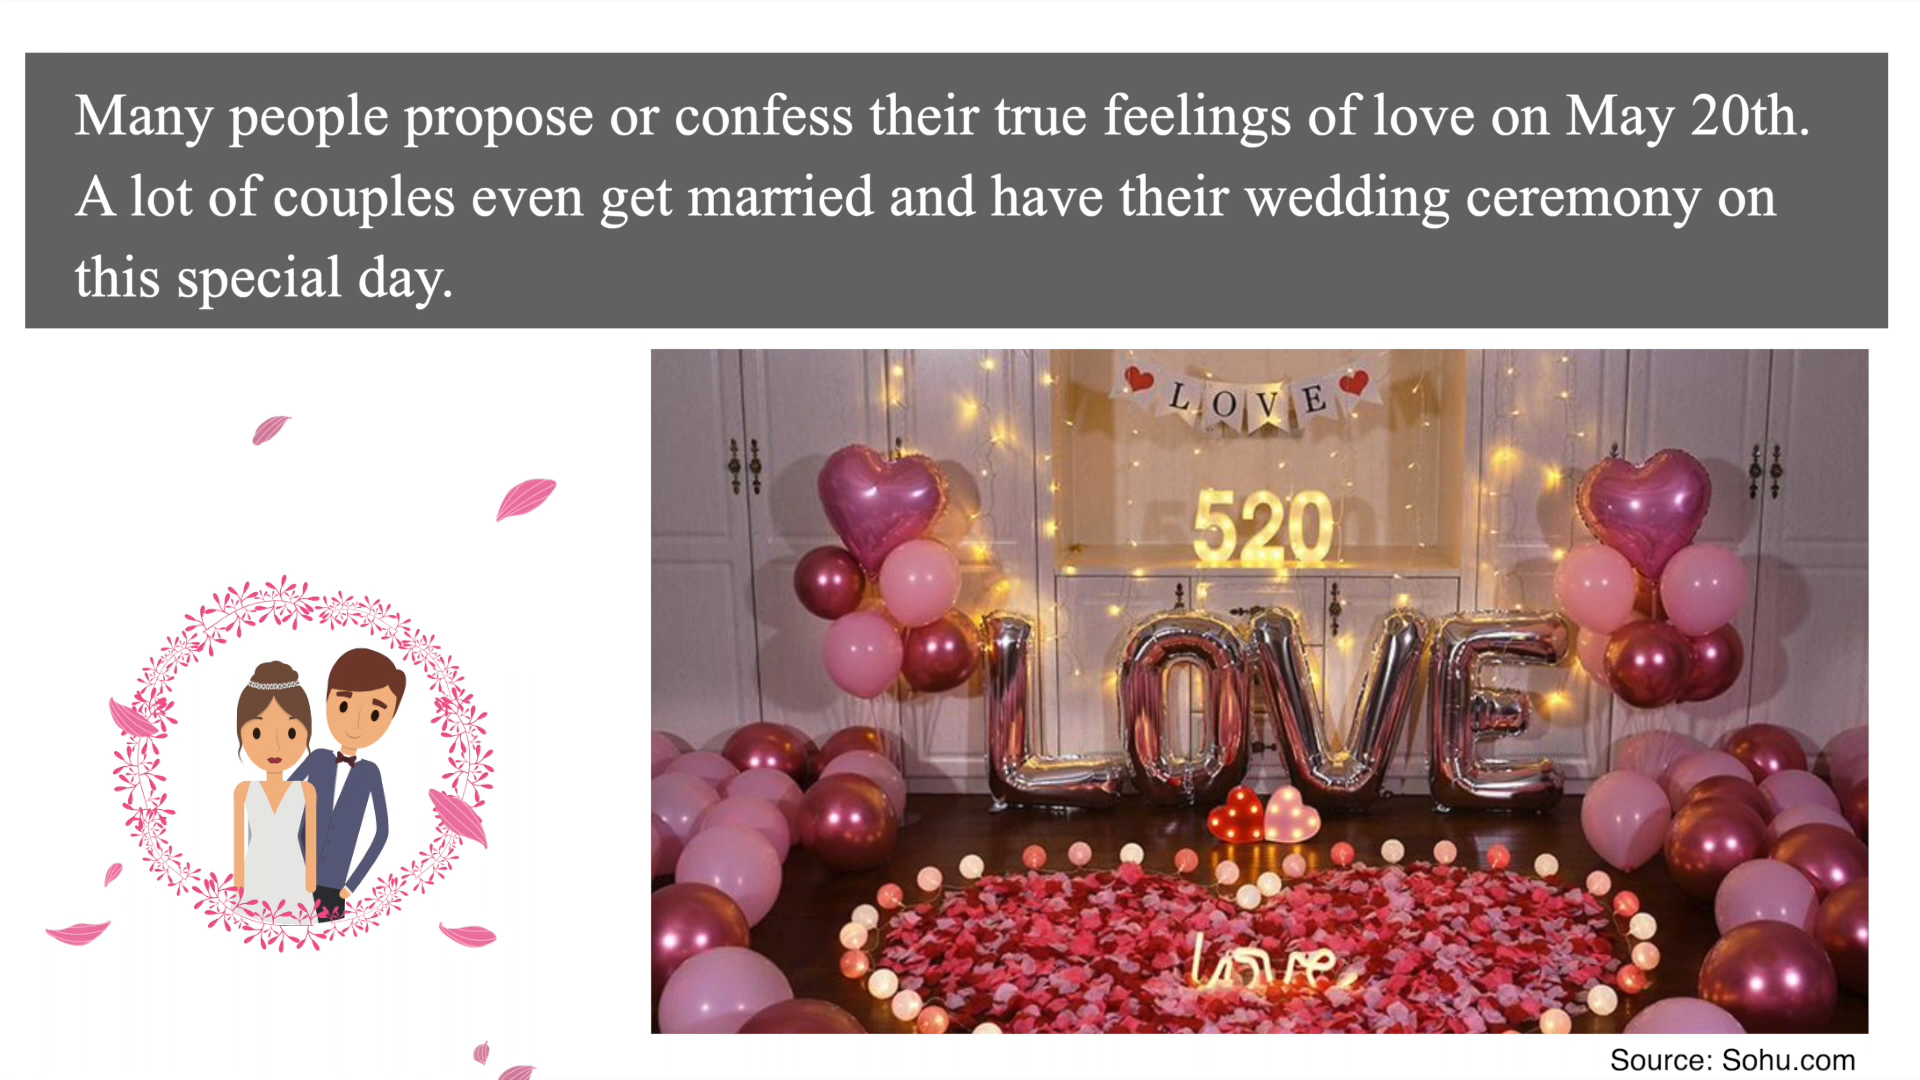 Many people propose or confess their true feelings of love on May 20th.
A lot of couples even get married and have their wedding ceremony on
this special day.
LOVE
520
LOVE
love
Source: Sohu.com